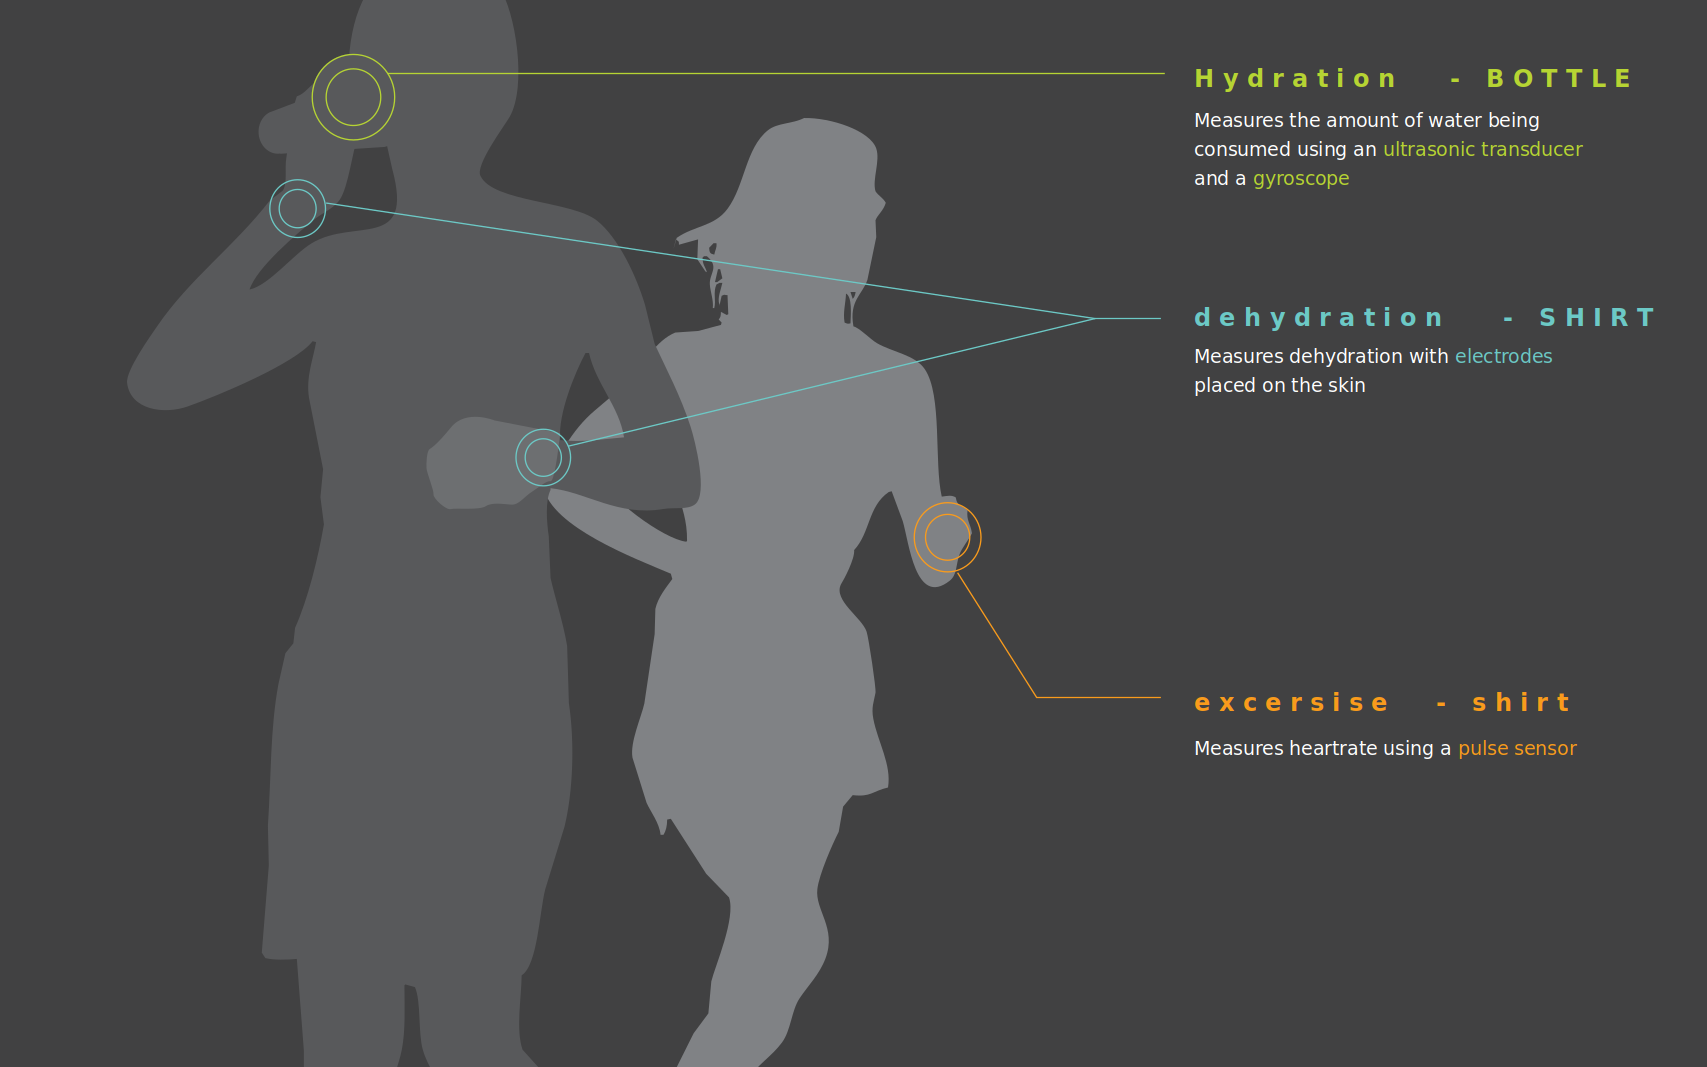 Hydration - BOTTLE
Measures the amount of water being
consumed using an ultrasonic transducer
and a gyroscope
dehydration - SHIRT
Measures dehydration with electrodes
placed on the skin
excersise - shirt
Measures heartrate using a pulse sensor